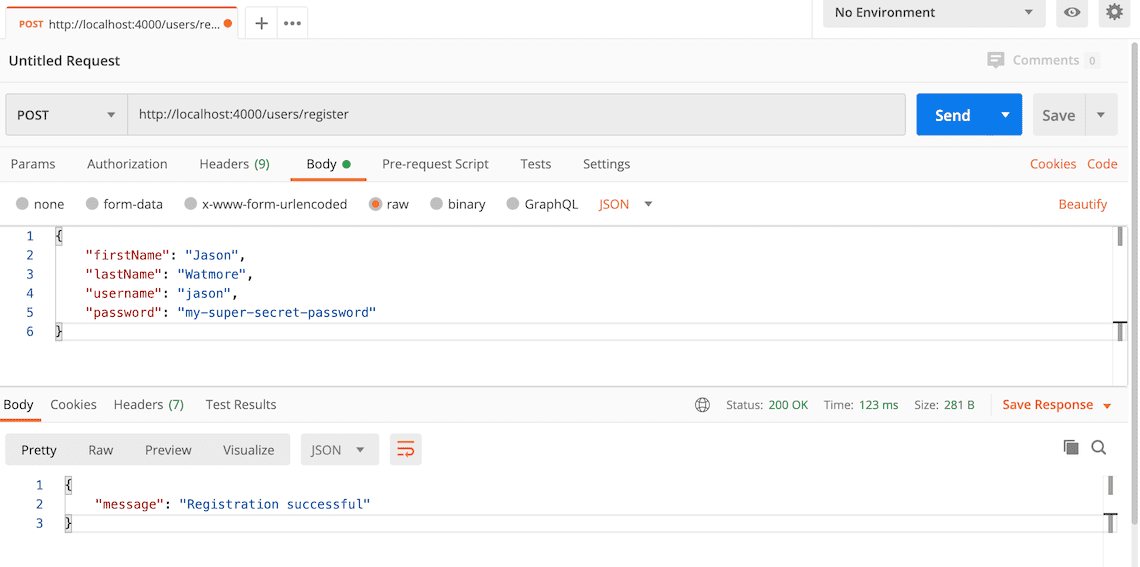 POST http://localhost:4000/users/re... + ••• No Environment
Untitled Request Comments 0
POST http://localhost:4000/users/register Send Save
Params Authorization Headers (9) Body Pre-request Script Tests Settings Cookies Code
none form-data x-www-form-urlencoded raw binary GraphQL JSON Beautify
1 {
2 "firstName": "Jason",
3 "lastName": "Watmore",
4 "username": "jason",
5 "password": "my-super-secret-password"
6 }
Body Cookies Headers (7) Test Results Status: 200 OK Time: 123 ms Size: 281 B Save Response
Pretty Raw Preview Visualize JSON
1 {
2 "message": "Registration successful"
3 }